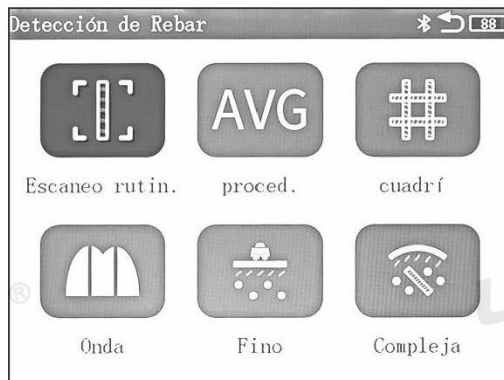 Detección de Rebar 88
AVG
Escaneo rutin. proced. cuadrí
Onda Fino Compleja
®